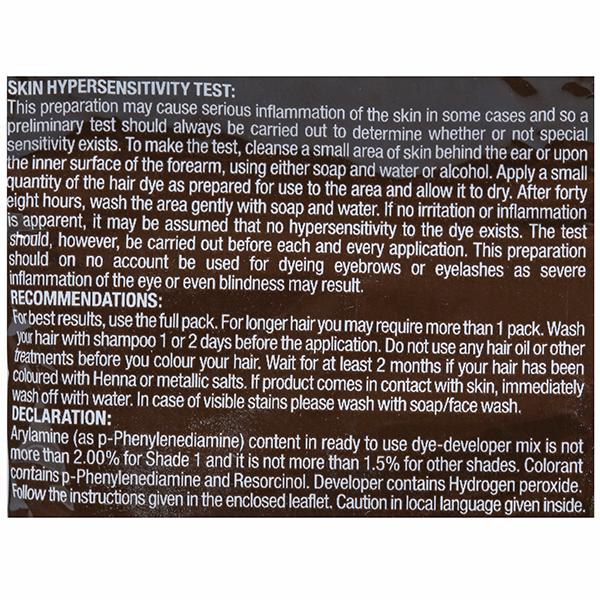 SKIN HYPERSENSITIVITY TEST:
This preparation may cause serious inflammation of the skin in some cases and so a
preliminary test should always be carried out to determine whether or not special
sensitivity exists. To make the test, cleanse a small area of skin behind the ear or upon
the inner surface of the forearm, using either soap and water or alcohol. Apply a small
quantity of the hair dye as prepared for use to the area and allow it to dry. After forty
eight hours, wash the area gently with soap and water. If no irritation or inflammation
is apparent, it may be assumed that no hypersensitivity to the dye exists. The test
should, however, be carried out before each and every application. This preparation
should on no account be used for dyeing eyebrows or eyelashes as severe
inflammation of the eye or even blindness may result.
RECOMMENDATIONS:
For best results, use the full pack. For longer hair you may require more than 1 pack. Wash
your hair with shampoo 1 or 2 days before the application. Do not use any hair oil or other
treatments before you colour your hair. Wait for at least 2 months if your hair has been
coloured with Henna or metallic salts. If product comes in contact with skin, immediately
wash off with water. In case of visible stains please wash with soap/face wash.
DECLARATION:
Arylamine (as p-Phenylenediamine) content in ready to use dye-developer mix is not
more than 2.00% for Shade 1 and it is not more than 1.5% for other shades. Colorant
contains p-Phenylenediamine and Resorcinol. Developer contains Hydrogen peroxide.
Follow the instructions given in the enclosed leaflet. Caution in local language given inside.